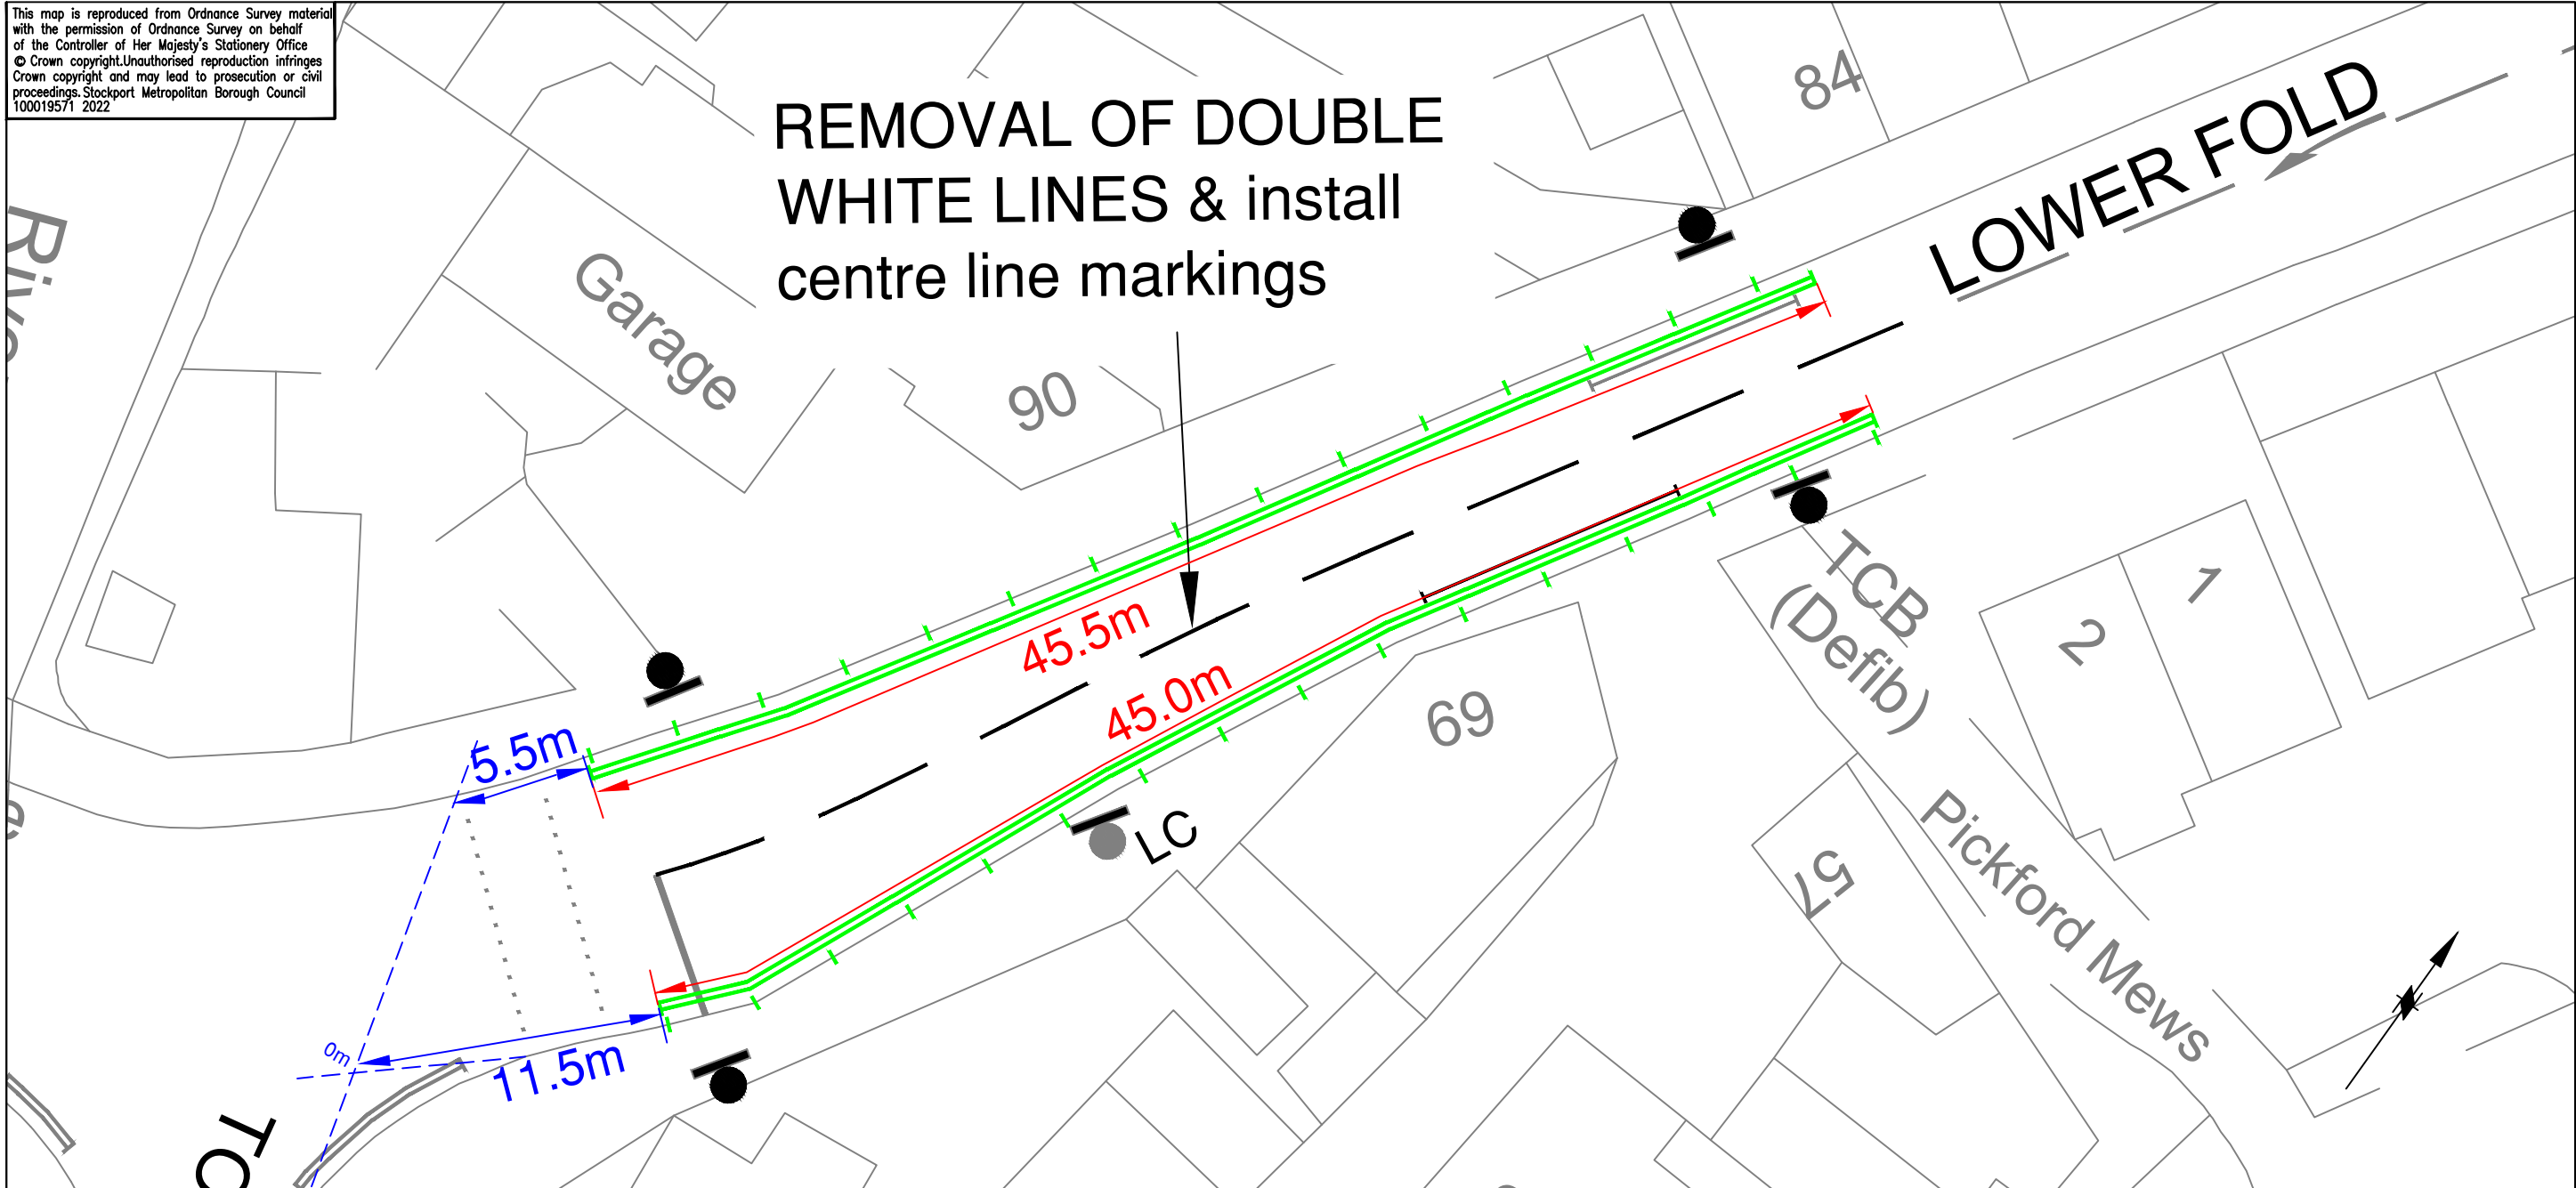 This map is reproduced from Ordnance Survey material
with the permission of Ordnance Survey on behalf
of the Controller of Her Majesty's Stationery Office
© Crown copyright.Unauthorised reproduction infringes
Crown copyright and may lead to prosecution or civil
proceedings. Stockport Metropolitan Borough Council
100019571 2022
REMOVAL OF DOUBLE
WHITE LINES & install
centre line markings
84
LOWER FOLD
Garage
90
45.5m
45.0m
5.5m
11.5m
0m
69
LC
TCB
(Defib)
1
2
57
Pickford Mews